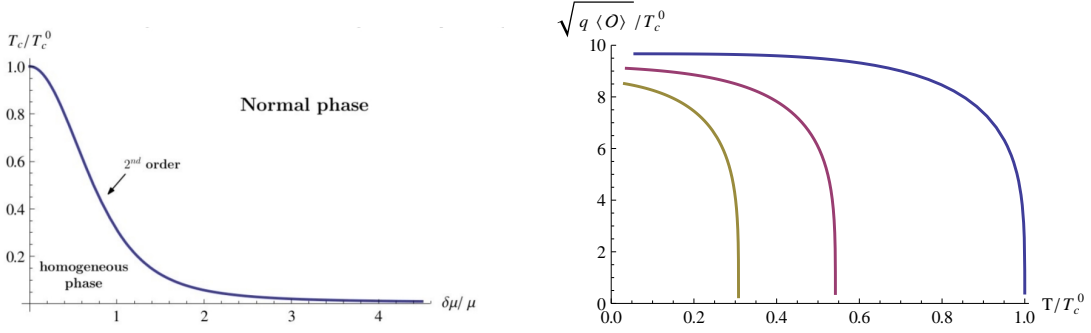 T_c/T_c^0
1.0
0.8
0.6
0.4
0.2
Normal phase
2^nd order
homogeneous
phase
1
2
3
4
δμ/ μ
√q ⟨O⟩ /T_c^0
10
8
6
4
2
0
0.0
0.2
0.4
0.6
0.8
1.0
T/T_c^0